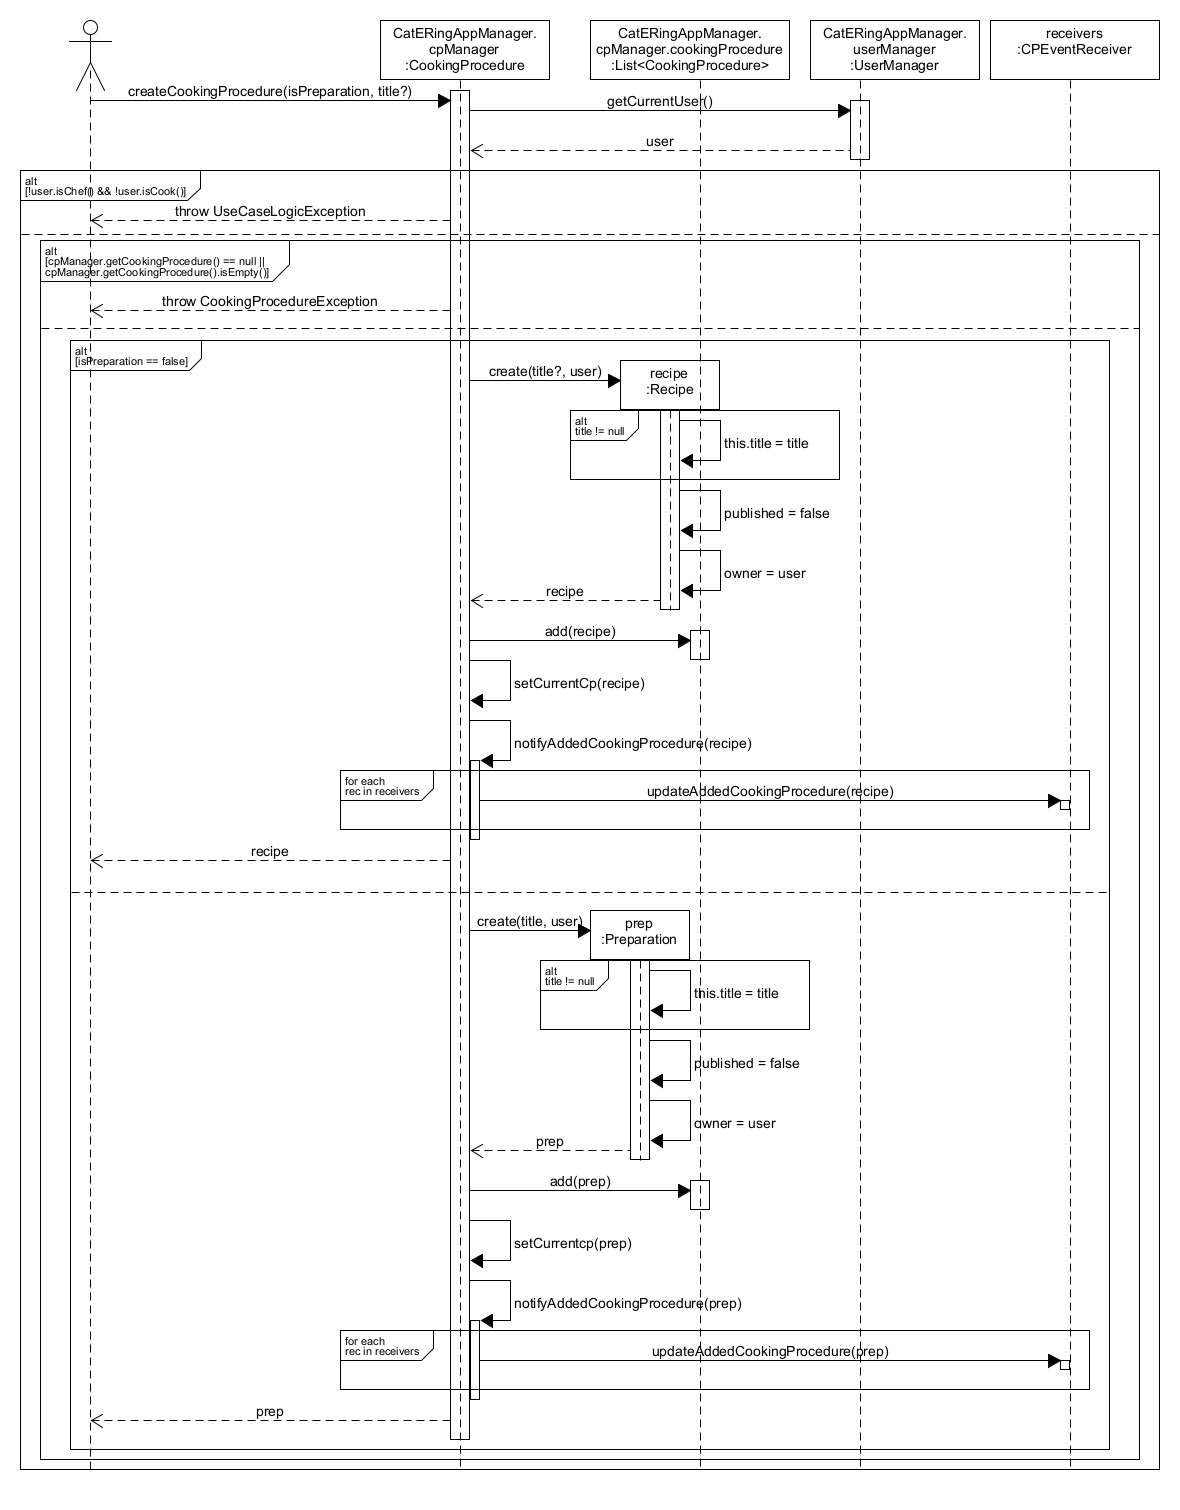 CatERingAppManager.
cpManager
:CookingProcedure
CatERingAppManager.
cpManager.cookingProcedure
:List<CookingProcedure>
CatERingAppManager.
userManager
:UserManager
receivers
:CPEventReceiver
createCookingProcedure(isPreparation, title?)
getCurrentUser()
user
alt
[!user.isChef() && !user.isCook()]
throw UseCaseLogicException
alt
[cpManager.getCookingProcedure() == null ||
cpManager.getCookingProcedure().isEmpty()]
throw CookingProcedureException
alt
[isPreparation == false]
create(title?, user)
recipe
:Recipe
alt
title != null
this.title = title
published = false
owner = user
recipe
add(recipe)
setCurrentCp(recipe)
notifyAddedCookingProcedure(recipe)
for each
rec in receivers
updateAddedCookingProcedure(recipe)
recipe
create(title, user)
prep
:Preparation
alt
title != null
this.title = title
published = false
owner = user
prep
add(prep)
setCurrentcp(prep)
notifyAddedCookingProcedure(prep)
for each
rec in receivers
updateAddedCookingProcedure(prep)
prep